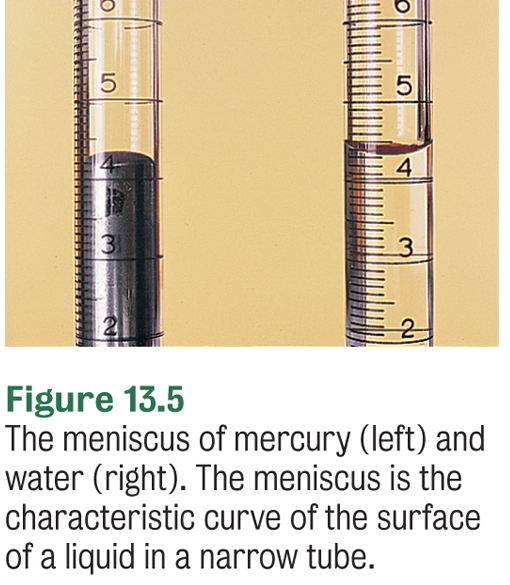 6 6
5 5
4 4
3 3
2 2
Figure 13.5
The meniscus of mercury (left) and
water (right). The meniscus is the
characteristic curve of the surface
of a liquid in a narrow tube.